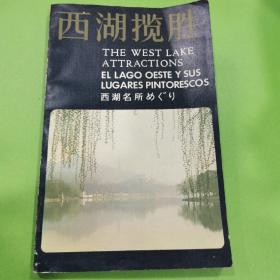 西湖揽胜
THE WEST LAKE
ATTRACTIONS
EL LAGO OESTE Y SUS
LUGARES PINTORESCOS
西湖名所めぐり